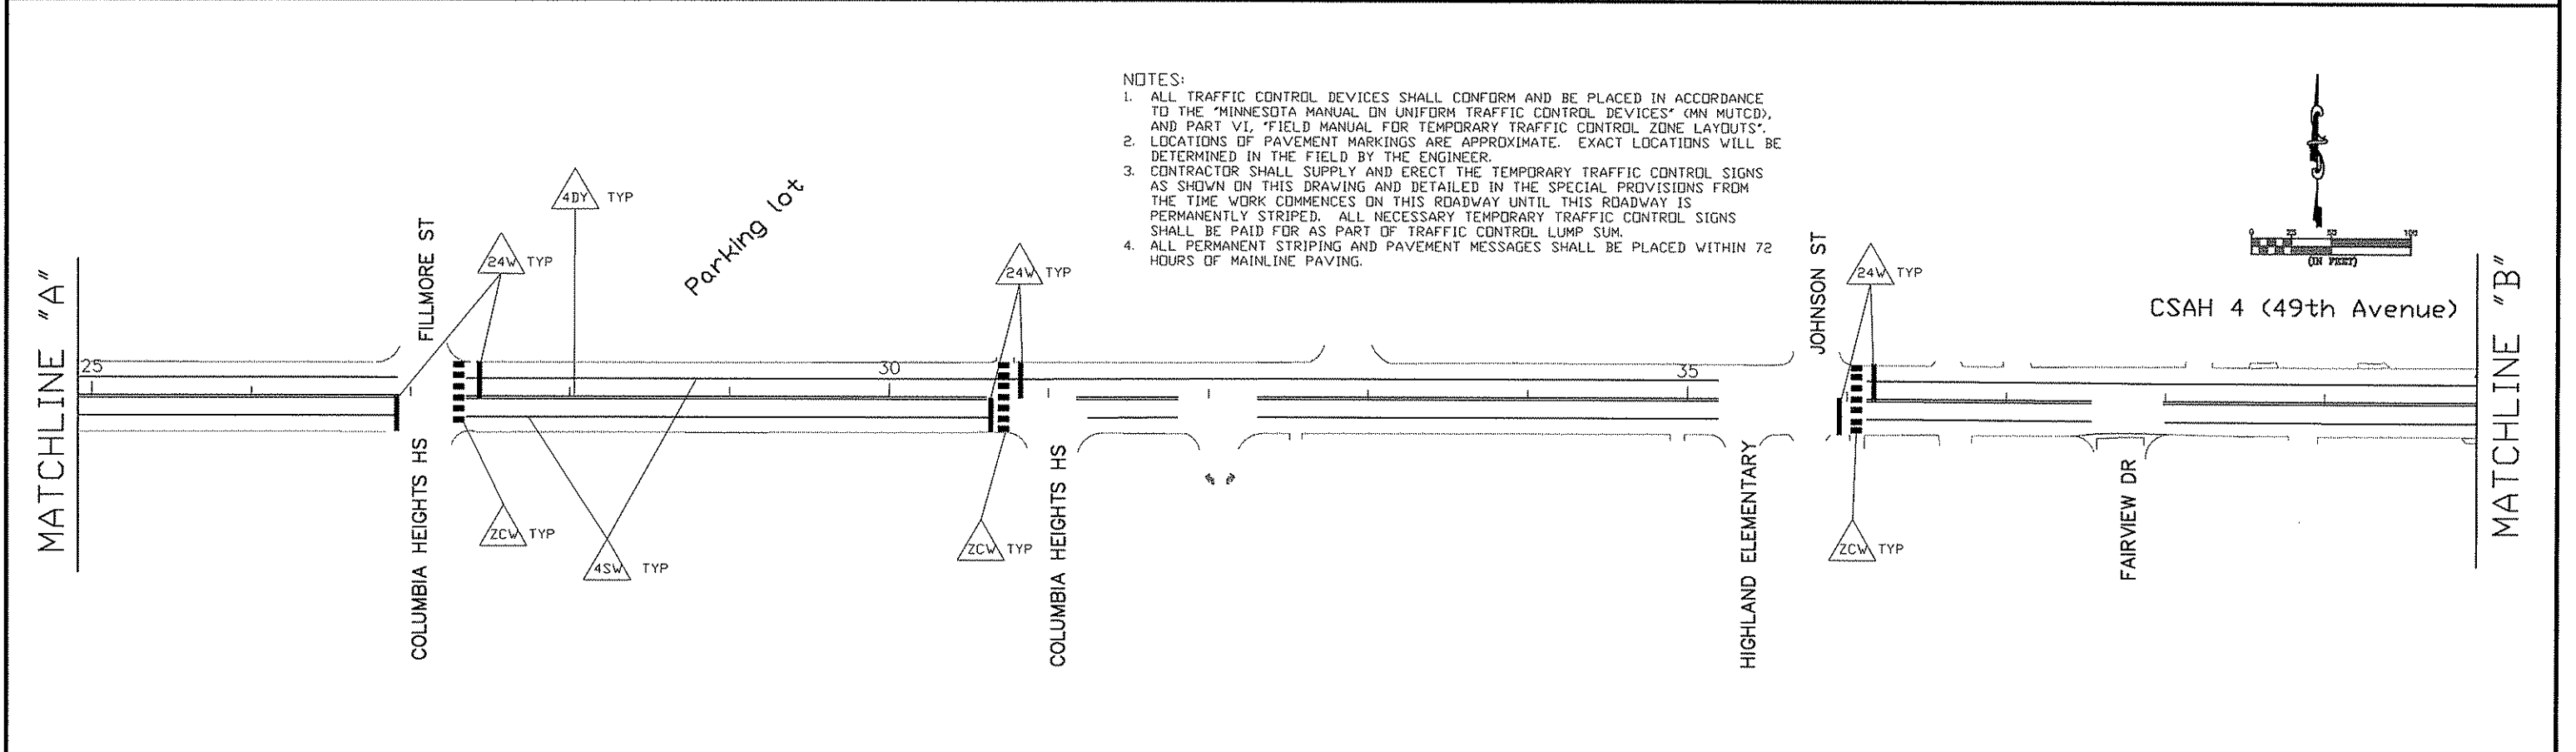 NOTES:
1. ALL TRAFFIC CONTROL DEVICES SHALL CONFORM AND BE PLACED IN ACCORDANCE
TO THE "MINNESOTA MANUAL ON UNIFORM TRAFFIC CONTROL DEVICES" (MN MUTCD),
AND PART VI, "FIELD MANUAL FOR TEMPORARY TRAFFIC CONTROL ZONE LAYOUTS".
2. LOCATIONS OF PAVEMENT MARKINGS ARE APPROXIMATE. EXACT LOCATIONS WILL BE
DETERMINED IN THE FIELD BY THE ENGINEER.
3. CONTRACTOR SHALL SUPPLY AND ERECT THE TEMPORARY TRAFFIC CONTROL SIGNS
AS SHOWN ON THIS DRAWING AND DETAILED IN THE SPECIAL PROVISIONS FROM
THE TIME WORK COMMENCES ON THIS ROADWAY UNTIL THIS ROADWAY IS
PERMANENTLY STRIPED. ALL NECESSARY TEMPORARY TRAFFIC CONTROL SIGNS
SHALL BE PAID FOR AS PART OF TRAFFIC CONTROL LUMP SUM.
4. ALL PERMANENT STRIPING AND PAVEMENT MESSAGES SHALL BE PLACED WITHIN 72
HOURS OF MAINLINE PAVING.
MATCHLINE "A"
FILLMORE ST
24W TYP
4DY TYP
Parking lot
24W TYP
JOHNSON ST
24W TYP
0 25 50 100
(IN FEET)
CSAH 4 (49th Avenue)
MATCHLINE "B"
25
30
35
COLUMBIA HEIGHTS HS
ZCW TYP
4SW TYP
ZCW TYP
COLUMBIA HEIGHTS HS
HIGHLAND ELEMENTARY
ZCW TYP
FAIRVIEW DR